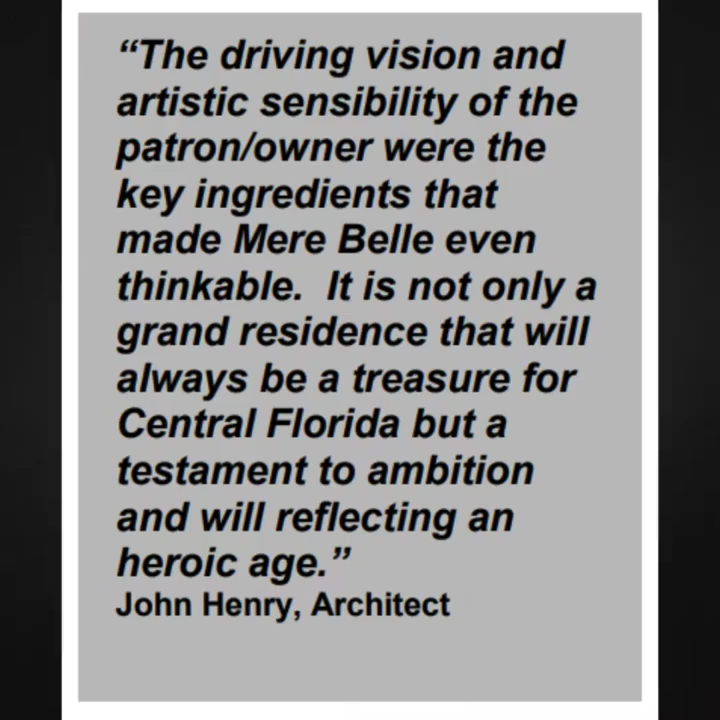 “The driving vision and
artistic sensibility of the
patron/owner were the
key ingredients that
made Mere Belle even
thinkable.  It is not only a
grand residence that will
always be a treasure for
Central Florida but a
testament to ambition
and will reflecting an
heroic age.”
John Henry, Architect